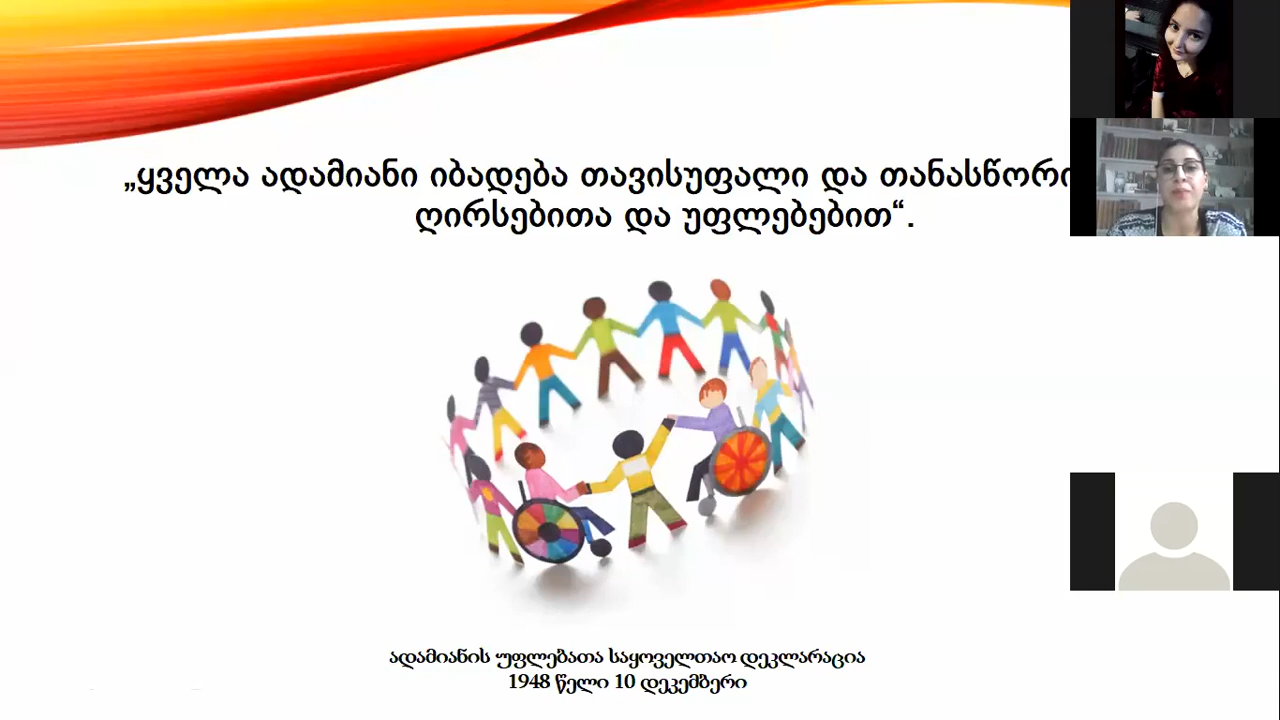 „ყველა ადამიანი იბადება თავისუფალი და თანასწორი
ღირსებითა და უფლებებით“.
ადამიანის უფლებათა საყოველთაო დეკლარაცია
1948 წელი 10 დეკემბერი